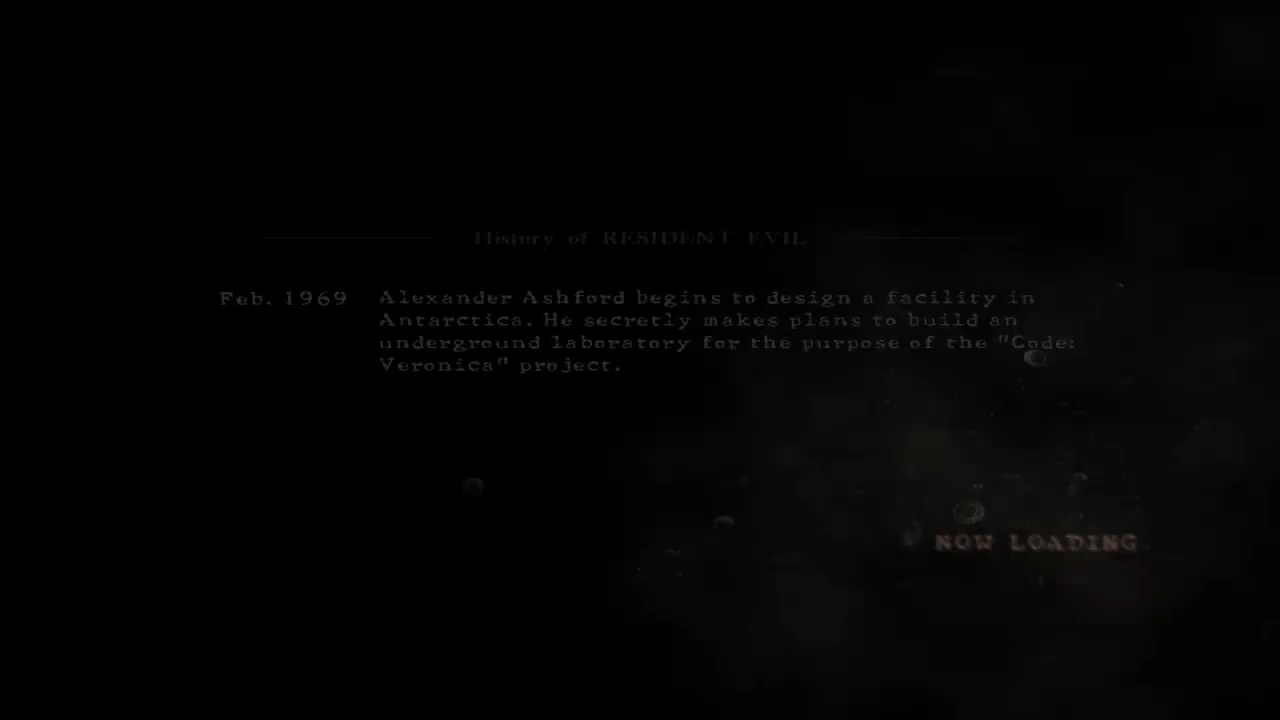 History of RESIDENT EVIL
Feb. 1969 Alexander Ashford begins to design a facility in
Antarctica. He secretly makes plans to build an
underground laboratory for the purpose of the "Code:
Veronica" project.
NOW LOADING